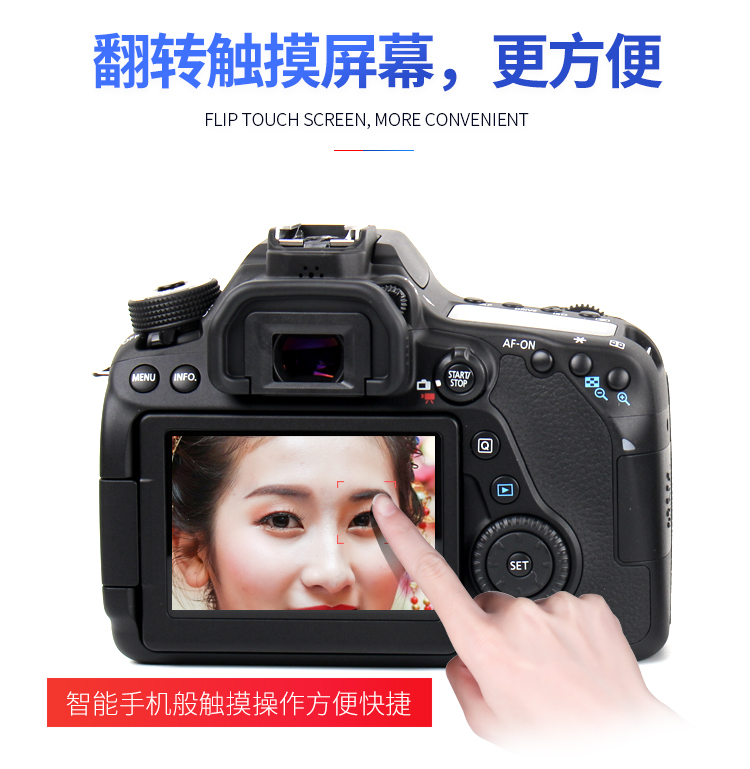 翻转触摸屏幕，更方便
FLIP TOUCH SCREEN, MORE CONVENIENT
AF-ON
MENU
INFO.
START/
STOP
Q
SET
智能手机般触摸操作方便快捷